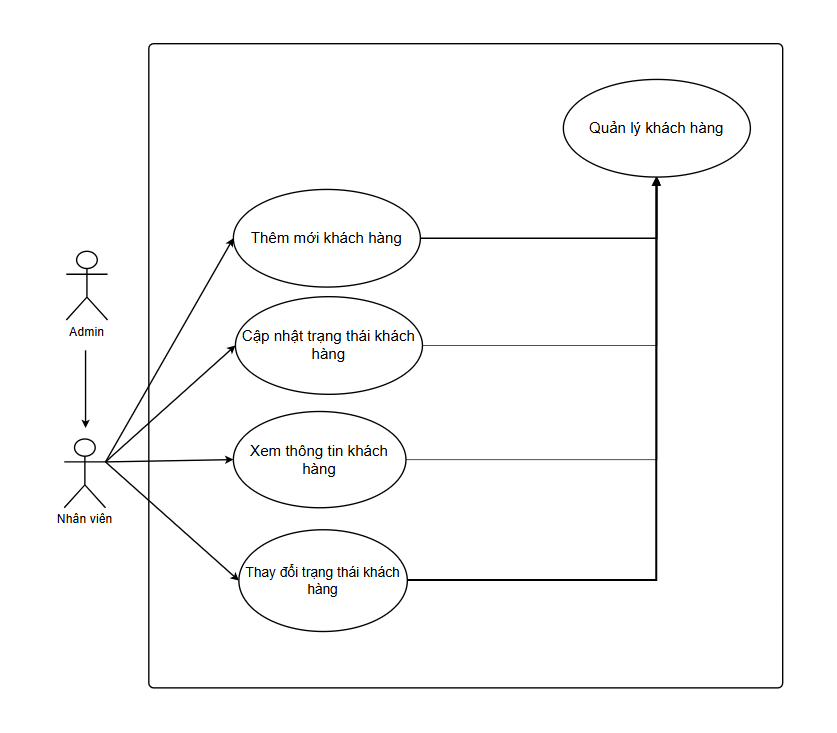 Quản lý khách hàng
Thêm mới khách hàng
Cập nhật trạng thái khách
hàng
Xem thông tin khách
hàng
Thay đổi trạng thái khách
hàng
Admin
Nhân viên